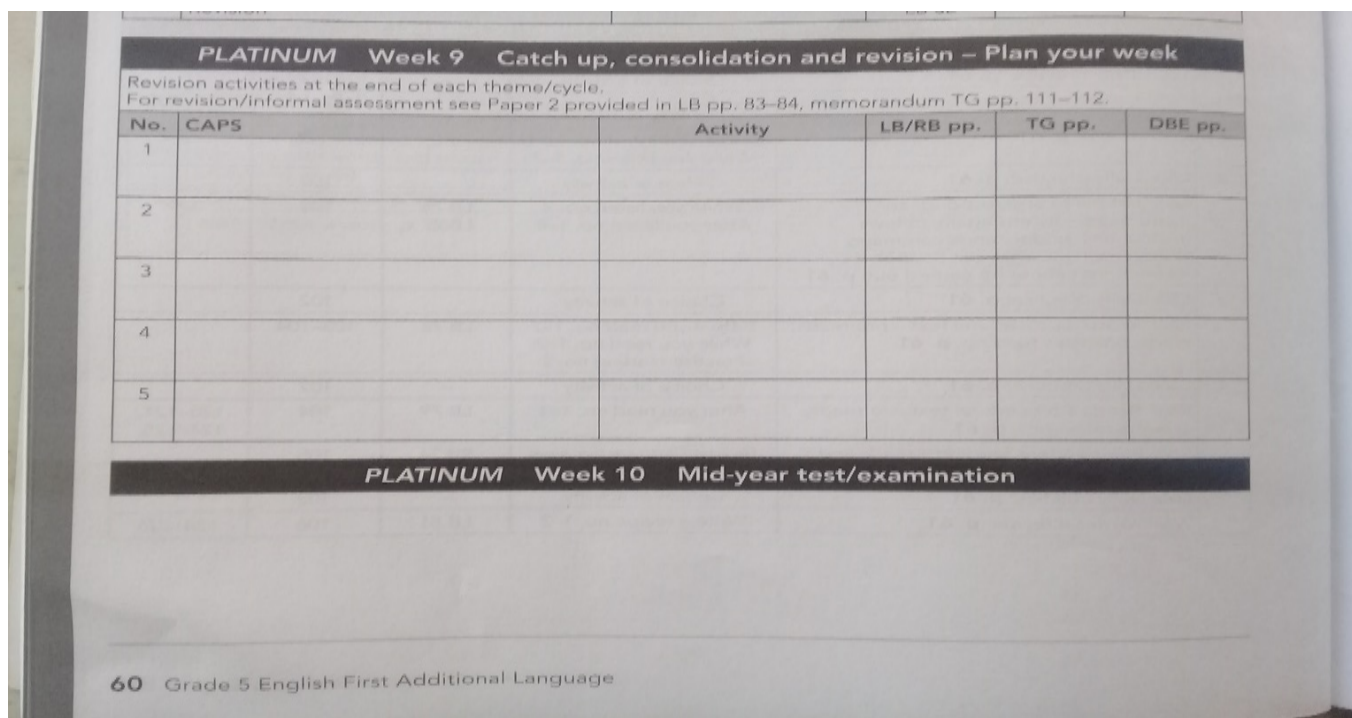 PLATINUM Week 9 Catch up, consolidation and revision – Plan your week
Revision activities at the end of each theme/cycle.
For revision/informal assessment see Paper 2 provided in LB pp. 83–84, memorandum TG pp. 111–112.
No. CAPS Activity LB/RB pp. TG pp. DBE pp.
1
2
3
4
5
PLATINUM Week 10 Mid-year test/examination
60 Grade 5 English First Additional Language